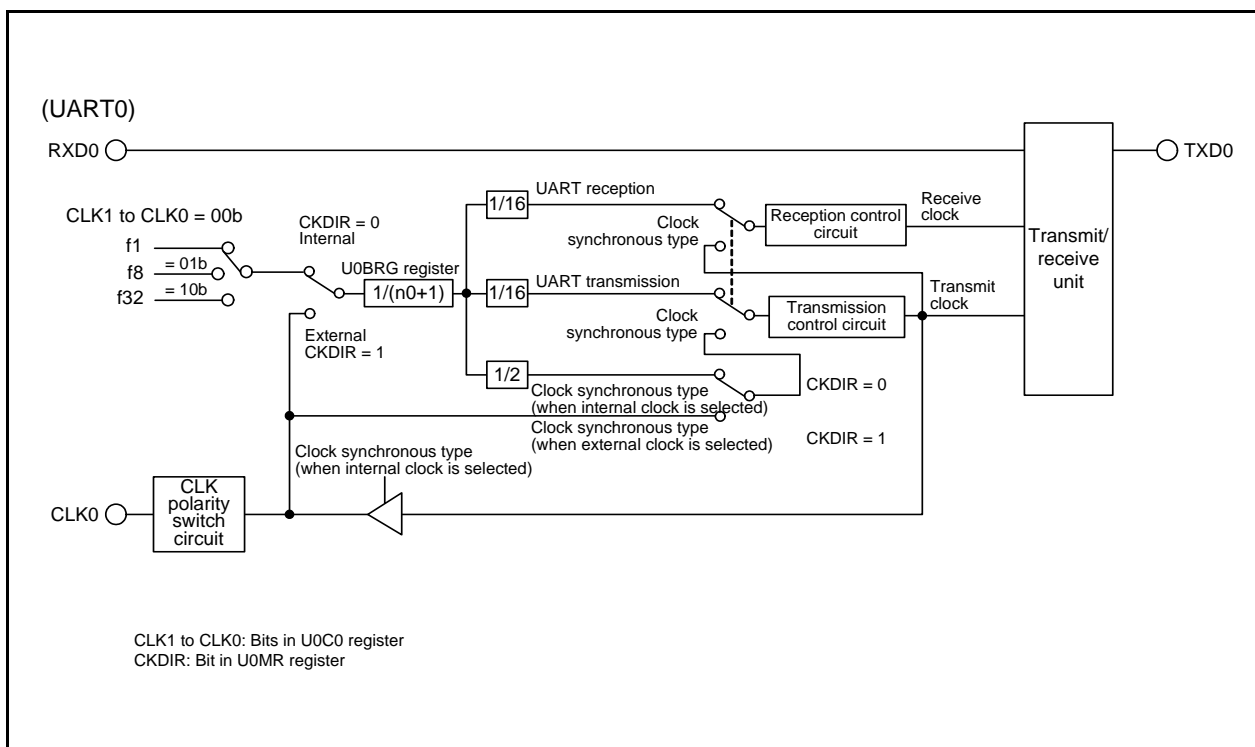 (UART0)
RXD0
TXD0
CLK1 to CLK0 = 00b
f1
f8
= 01b
f32
= 10b
CKDIR = 0
Internal
U0BRG register
1/(n0+1)
External
CKDIR = 1
1/16
UART reception
Clock
synchronous type
Reception control
circuit
Receive
clock
1/16
UART transmission
Clock
synchronous type
Transmission
control circuit
Transmit
clock
Transmit/
receive
unit
1/2
Clock synchronous type
(when internal clock is selected)
CKDIR = 0
Clock synchronous type
(when external clock is selected)
CKDIR = 1
Clock synchronous type
(when internal clock is selected)
CLK0
CLK
polarity
switch
circuit
CLK1 to CLK0: Bits in U0C0 register
CKDIR: Bit in U0MR register